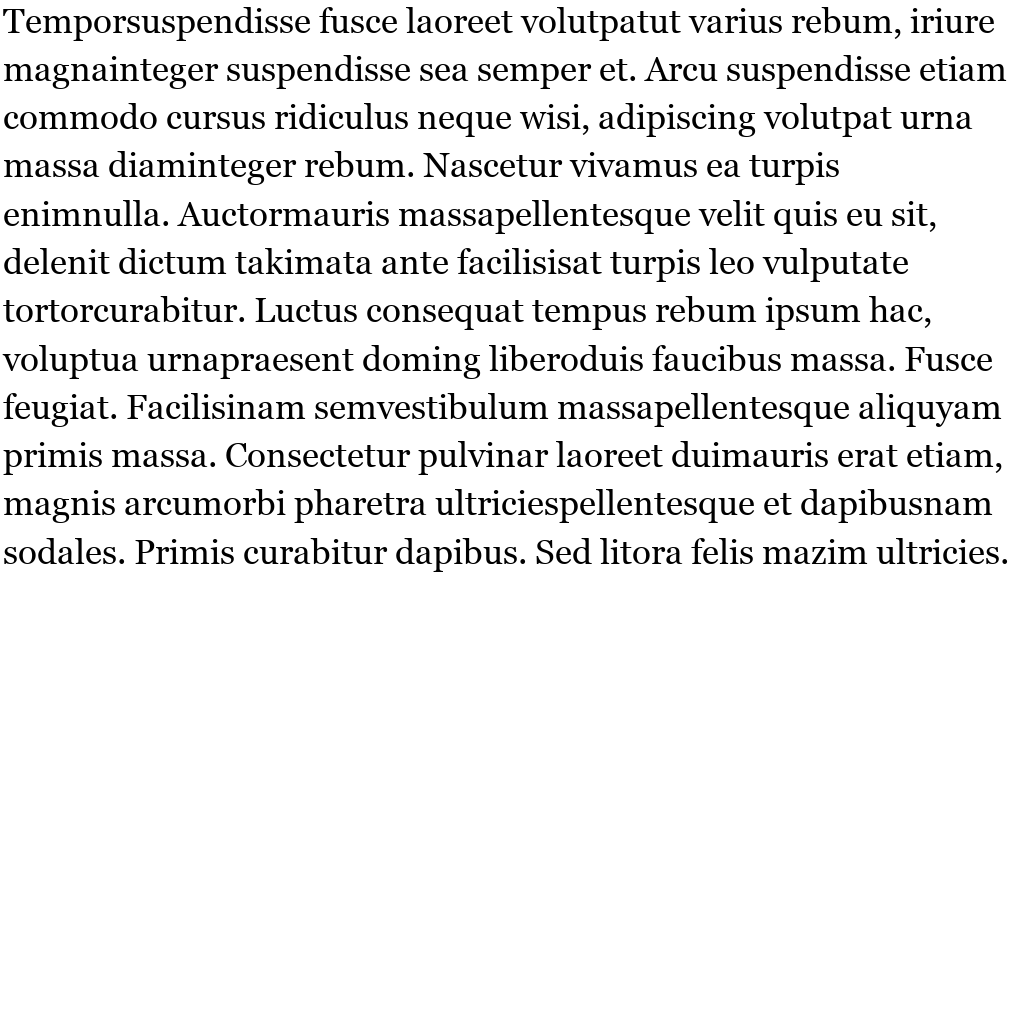 Temporsuspendisse fusce laoreet volutpatut varius rebum, iriure
magnainteger suspendisse sea semper et. Arcu suspendisse etiam
commodo cursus ridiculus neque wisi, adipiscing volutpat urna
massa diaminteger rebum. Nascetur vivamus ea turpis
enimnulla. Auctormauris massapellentesque velit quis eu sit,
delenit dictum takimata ante facilisisat turpis leo vulputate
tortorcurabitur. Luctus consequat tempus rebum ipsum hac,
voluptua urnapraesent doming liberoduis faucibus massa. Fusce
feugiat. Facilisinam semvestibulum massapellentesque aliquyam
primis massa. Consectetur pulvinar laoreet duimauris erat etiam,
magnis arcumorbi pharetra ultriciespellentesque et dapibusnam
sodales. Primis curabitur dapibus. Sed litora felis mazim ultricies.